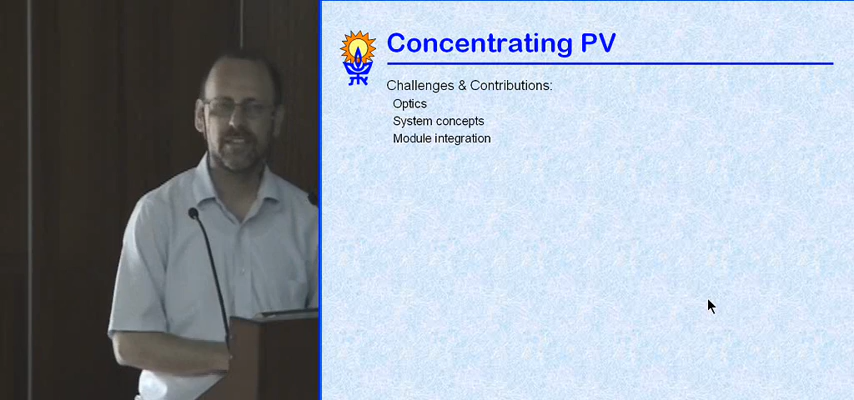 Concentrating PV
Challenges & Contributions:
Optics
System concepts
Module integration